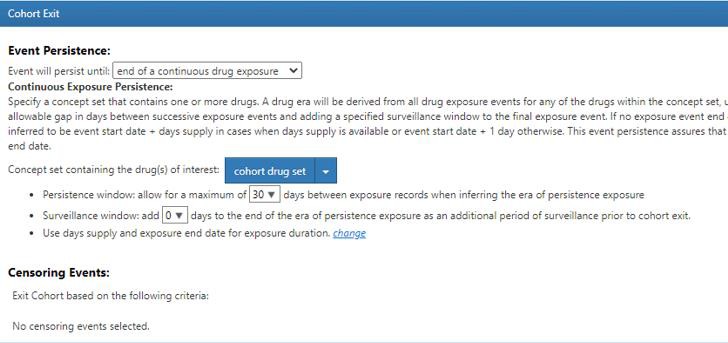 Cohort Exit
Event Persistence:
Event will persist until: end of a continuous drug exposure
Continuous Exposure Persistence:
Specify a concept set that contains one or more drugs. A drug era will be derived from all drug exposure events for any of the drugs within the concept set,
allowable gap in days between successive exposure events and adding a specified surveillance window to the final exposure event. If no exposure event end
inferred to be event start date + days supply in cases when days supply is available or event start date + 1 day otherwise. This event persistence assures that
end date.
Concept set containing the drug(s) of interest: cohort drug set
• Persistence window: allow for a maximum of 30 days between exposure records when inferring the era of persistence exposure
• Surveillance window: add 0 days to the end of the era of persistence exposure as an additional period of surveillance prior to cohort exit.
• Use days supply and exposure end date for exposure duration. change
Censoring Events:
Exit Cohort based on the following criteria:
No censoring events selected.